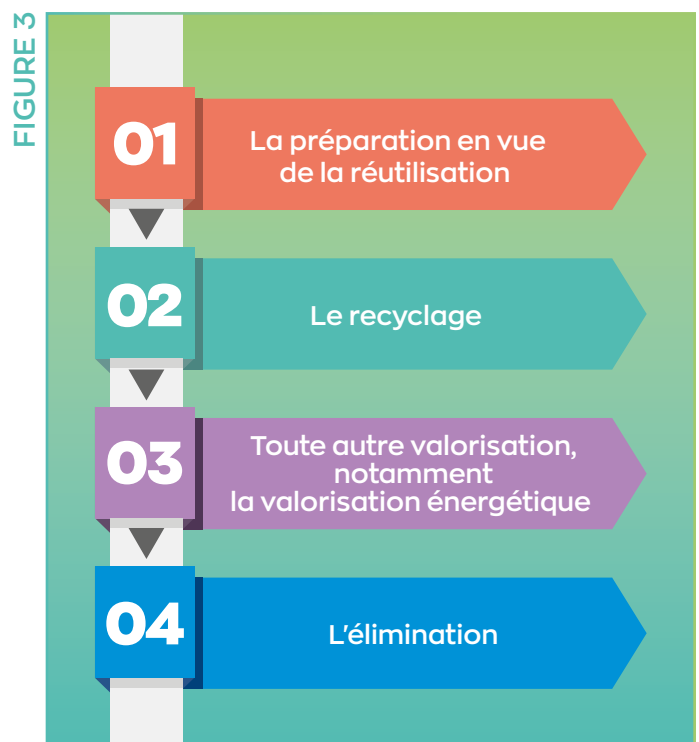 FIGURE 3
01
La préparation en vue
de la réutilisation
02
Le recyclage
03
Toute autre valorisation,
notamment
la valorisation énergétique
04
L'élimination